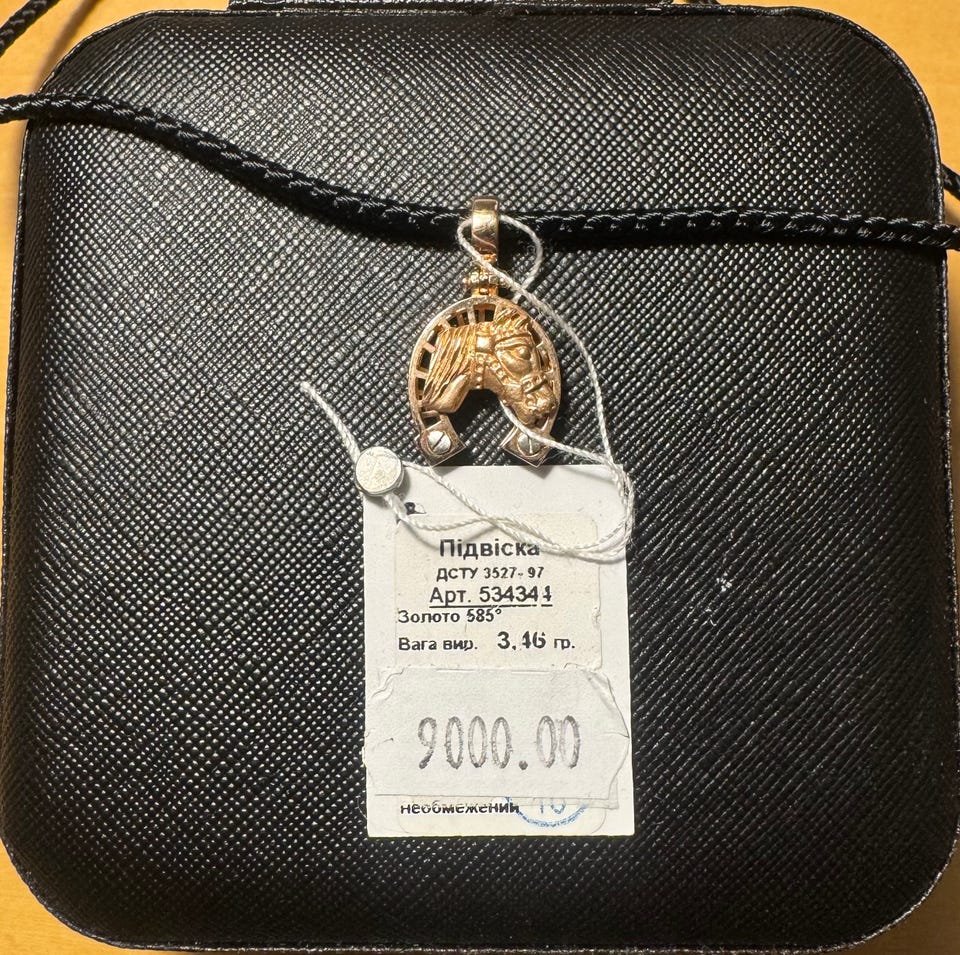 Підвіска
ДСТУ 3527-97
Арт. 534344
Золото 585°
Вага вир. 3,46 гр.
9000.00
необмежений